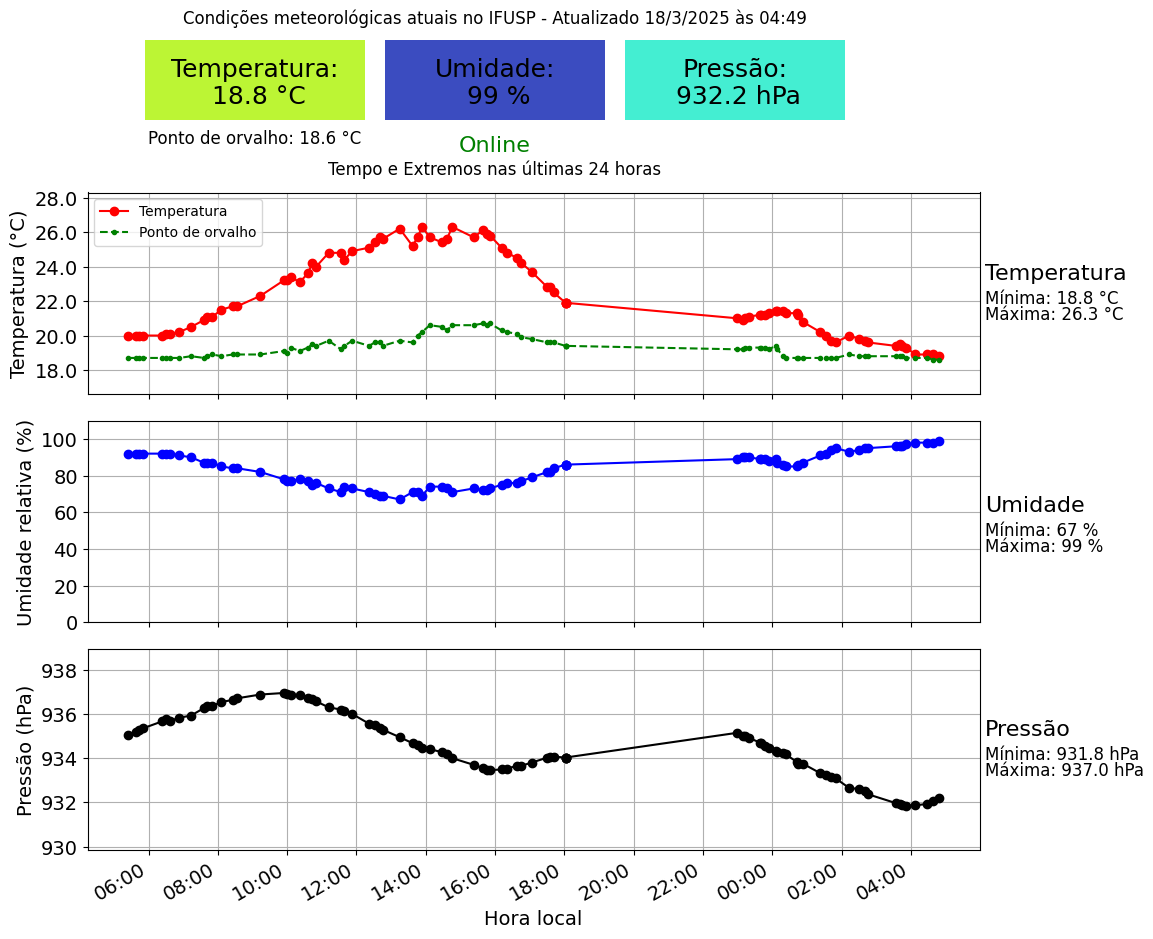 Condições meteorológicas atuais no IFUSP - Atualizado 18/3/2025 às 04:49
Temperatura:
18.8 °C
Umidade:
99 %
Pressão:
932.2 hPa
Ponto de orvalho: 18.6 °C
Online
Tempo e Extremos nas últimas 24 horas
Temperatura (°C)
28.0
26.0
24.0
22.0
20.0
18.0
Temperatura
Ponto de orvalho
Temperatura
Mínima: 18.8 °C
Máxima: 26.3 °C
Umidade relativa (%)
100
80
60
40
20
0
Umidade
Mínima: 67 %
Máxima: 99 %
Pressão (hPa)
938
936
934
932
930
Pressão
Mínima: 931.8 hPa
Máxima: 937.0 hPa
06:00 08:00 10:00 12:00 14:00 16:00 18:00 20:00 22:00 00:00 02:00 04:00
Hora local